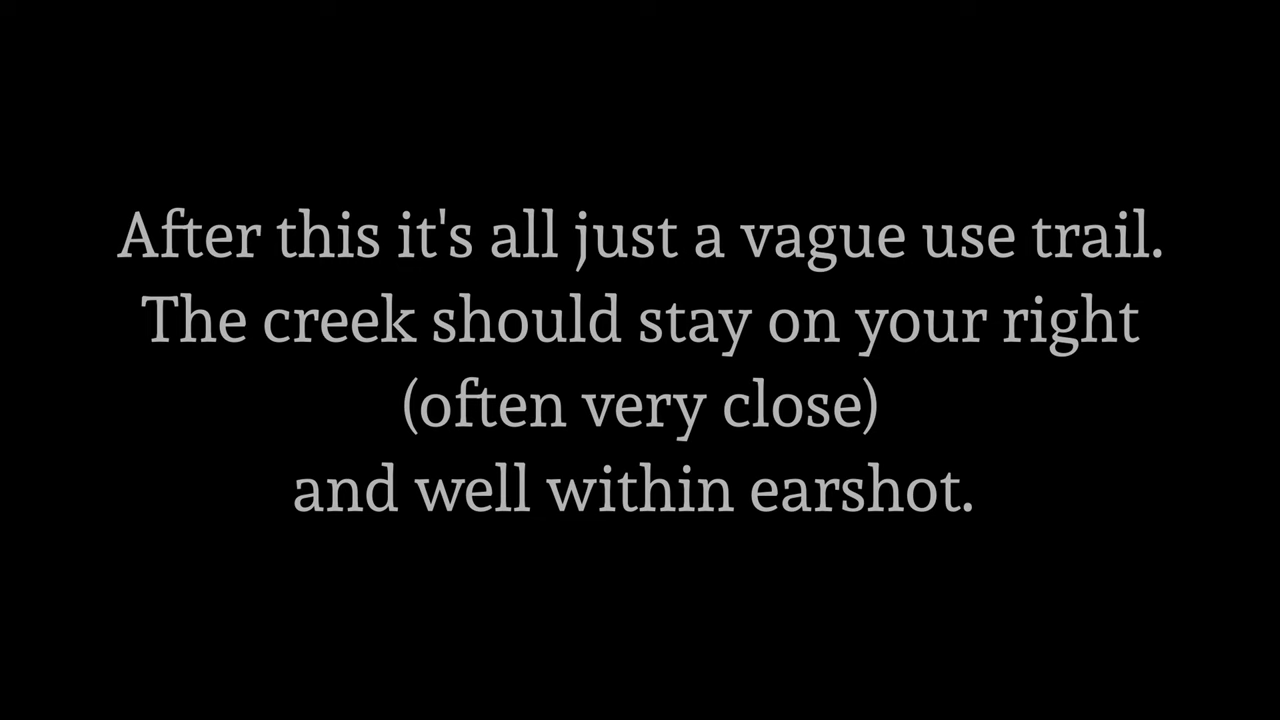 After this it's all just a vague use trail.
The creek should stay on your right
(often very close)
and well within earshot.